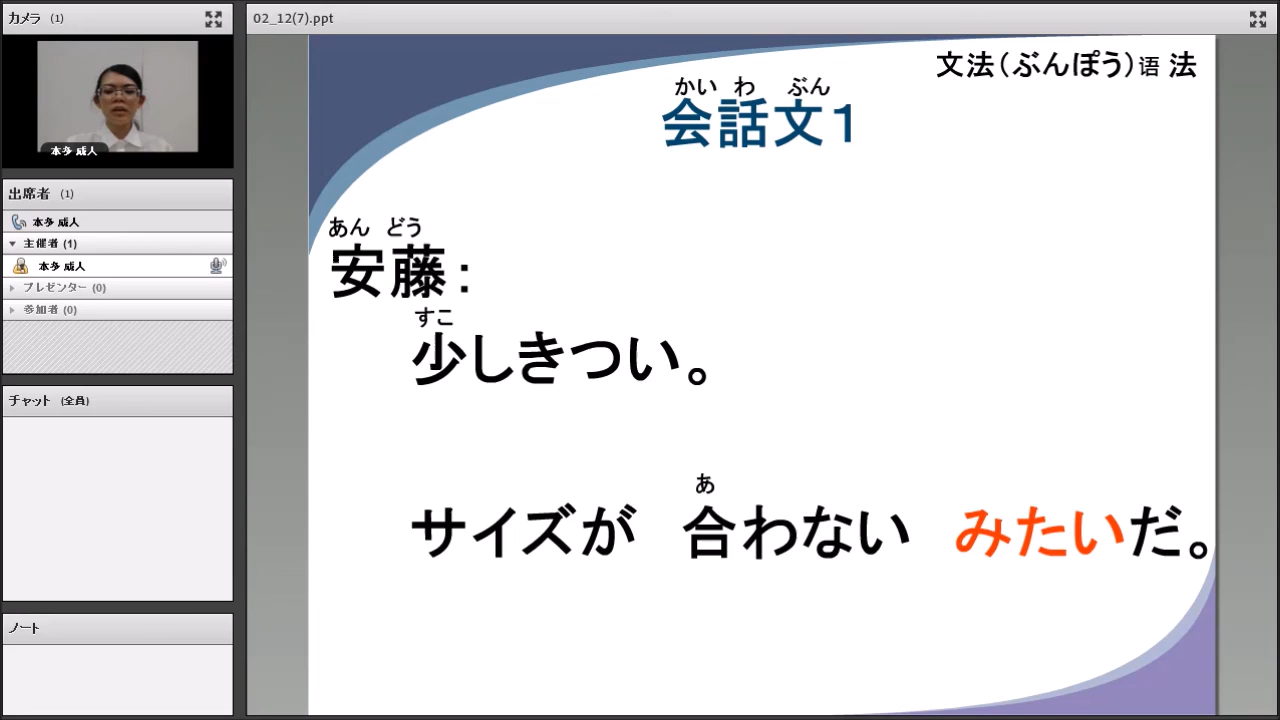 カメラ (1)
本多 成人
出席者 (1)
本多 成人
主催者 (1)
本多 成人
プレゼンター (0)
参加者 (0)
チャット (全員)
ノート
02_12(7).ppt
文法(ぶんぽう)语 法
かい わ ぶん
会話文1
あん どう
安藤:
すこ
少しきつい。
あ
サイズが 合わない みたいだ。